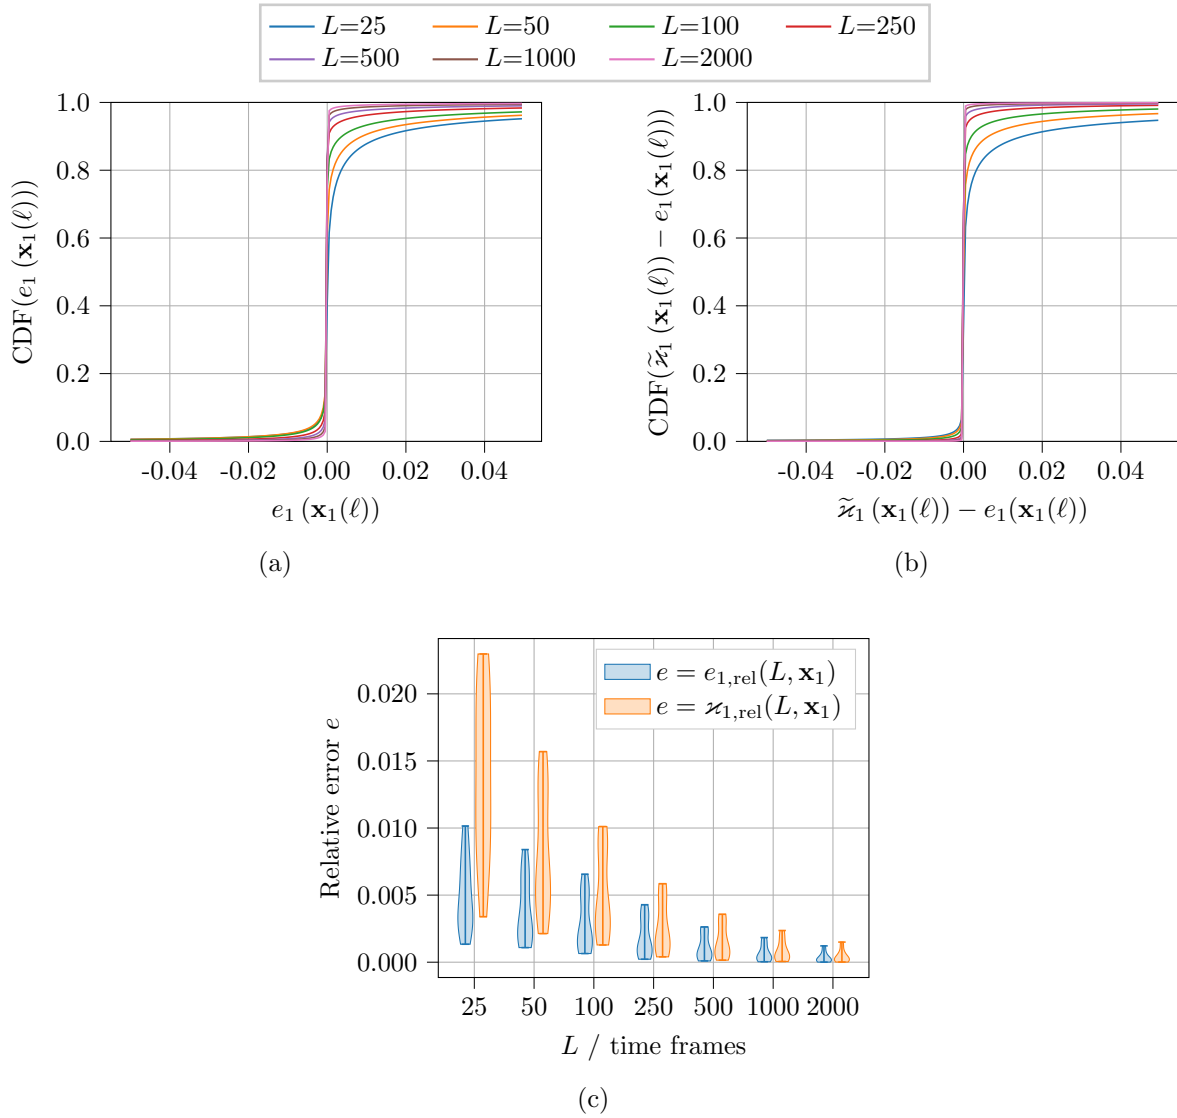 L=25 L=50 L=100 L=250
L=500 L=1000 L=2000
CDF(e₁ (𝐱₁(ℓ)))
1.0
0.8
0.6
0.4
0.2
0.0
-0.04 -0.02 0.00 0.02 0.04
e₁ (𝐱₁(ℓ))
(a)
CDF(ϰ̃₁ (𝐱₁(ℓ)) − e₁(𝐱₁(ℓ)))
1.0
0.8
0.6
0.4
0.2
0.0
-0.04 -0.02 0.00 0.02 0.04
ϰ̃₁ (𝐱₁(ℓ)) − e₁(𝐱₁(ℓ))
(b)
Relative error e
0.020
0.015
0.010
0.005
0.000
e = e₁,rel(L, 𝐱₁)
e = ϰ₁,rel(L, 𝐱₁)
25 50 100 250 500 1000 2000
L / time frames
(c)